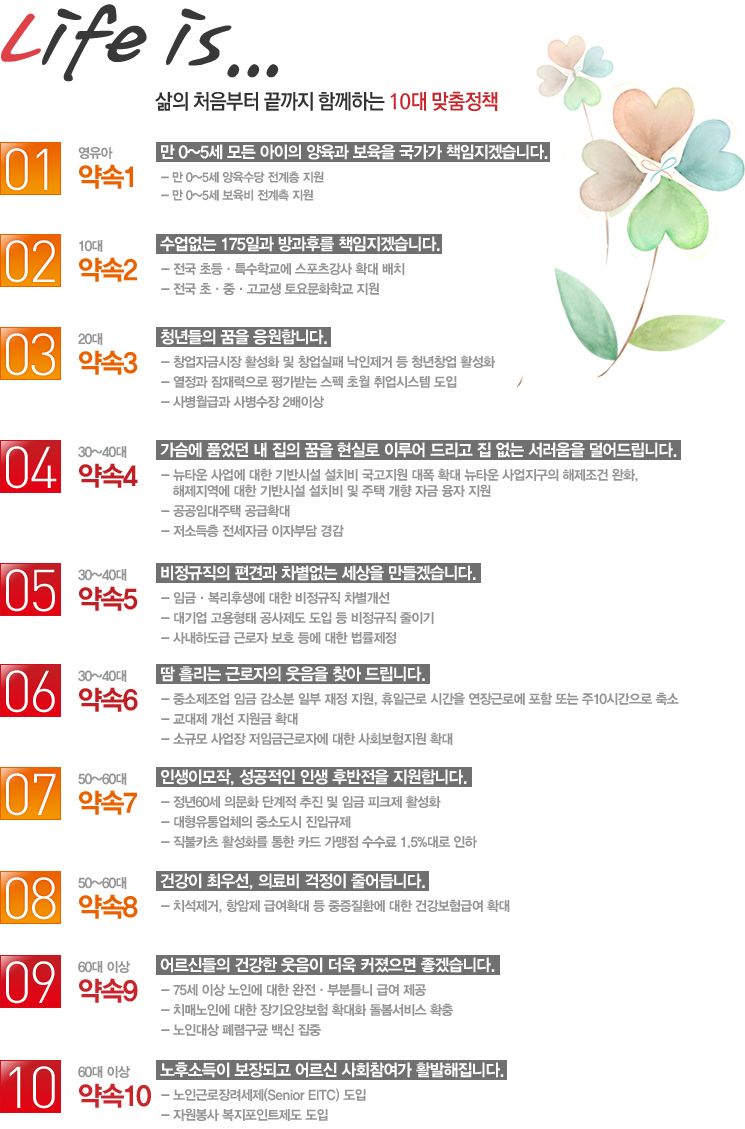 Life is...
삶의 처음부터 끝까지 함께하는 10대 맞춤정책
01
영유아
약속1
만 0~5세 모든 아이의 양육과 보육을 국가가 책임지겠습니다.
- 만 0~5세 양육수당 전계층 지원
- 만 0~5세 보육비 전계측 지원
02
10대
약속2
수업없는 175일과 방과후를 책임지겠습니다.
- 전국 초등 · 특수학교에 스포츠강사 확대 배치
- 전국 초 · 중 · 고교생 토요문화학교 지원
03
20대
약속3
청년들의 꿈을 응원합니다.
- 창업자금시장 활성화 및 창업실패 낙인제거 등 청년창업 활성화
- 열정과 잠재력으로 평가받는 스펙 초월 취업시스템 도입
- 사병월급과 사병수장 2배이상
04
30~40대
약속4
가슴에 품었던 내 집의 꿈을 현실로 이루어 드리고 집 없는 서러움을 덜어드립니다.
- 뉴타운 사업에 대한 기반시설 설치비 국고지원 대폭 확대 뉴타운 사업지구의 해제조건 완화,
해제지역에 대한 기반시설 설치비 및 주택 개향 자금 융자 지원
- 공공임대주택 공급확대
- 저소득층 전세자금 이자부담 경감
05
30~40대
약속5
비정규직의 편견과 차별없는 세상을 만들겠습니다.
- 임금 · 복리후생에 대한 비정규직 차별개선
- 대기업 고용형태 공사제도 도입 등 비정규직 줄이기
- 사내하도급 근로자 보호 등에 대한 법률제정
06
30~40대
약속6
땀 흘리는 근로자의 웃음을 찾아 드립니다.
- 중소제조업 임금 감소분 일부 재정 지원, 휴일근로 시간을 연장근로에 포함 또는 주10시간으로 축소
- 교대제 개선 지원금 확대
- 소규모 사업장 저임금근로자에 대한 사회보험지원 확대
07
50~60대
약속7
인생이모작, 성공적인 인생 후반전을 지원합니다.
- 정년60세 의문화 단계적 추진 및 임금 피크제 활성화
- 대형유통업체의 중소도시 진입규제
- 직불카츠 활성화를 통한 카드 가맹점 수수료 1.5%대로 인하
08
50~60대
약속8
건강이 최우선, 의료비 걱정이 줄어듭니다.
- 치석제거, 항암제 급여확대 등 중증질환에 대한 건강보험급여 확대
09
60대 이상
약속9
어르신들의 건강한 웃음이 더욱 커졌으면 좋겠습니다.
- 75세 이상 노인에 대한 완전 · 부분틀니 급여 제공
- 치매노인에 대한 장기요양보험 확대화 돌봄서비스 확충
- 노인대상 폐렴구균 백신 집중
10
60대 이상
약속10
노후소득이 보장되고 어르신 사회참여가 활발해집니다.
- 노인근로장려세제(Senior EITC) 도입
- 자원봉사 복지포인트제도 도입